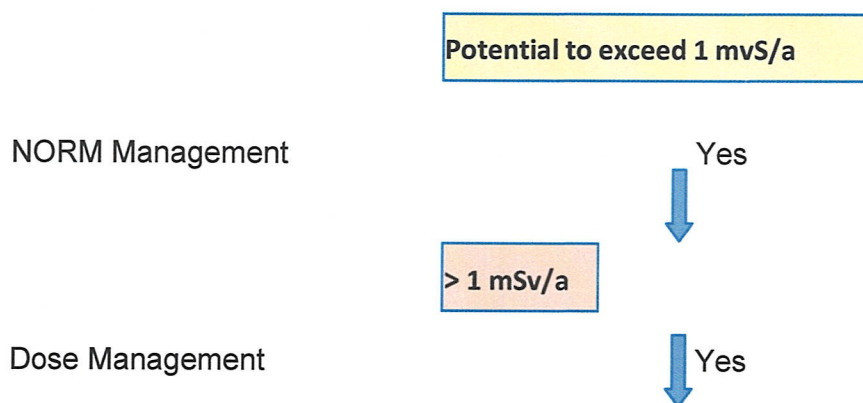 Potential to exceed 1 mvS/a
NORM Management
Yes
> 1 mSv/a
Dose Management
Yes